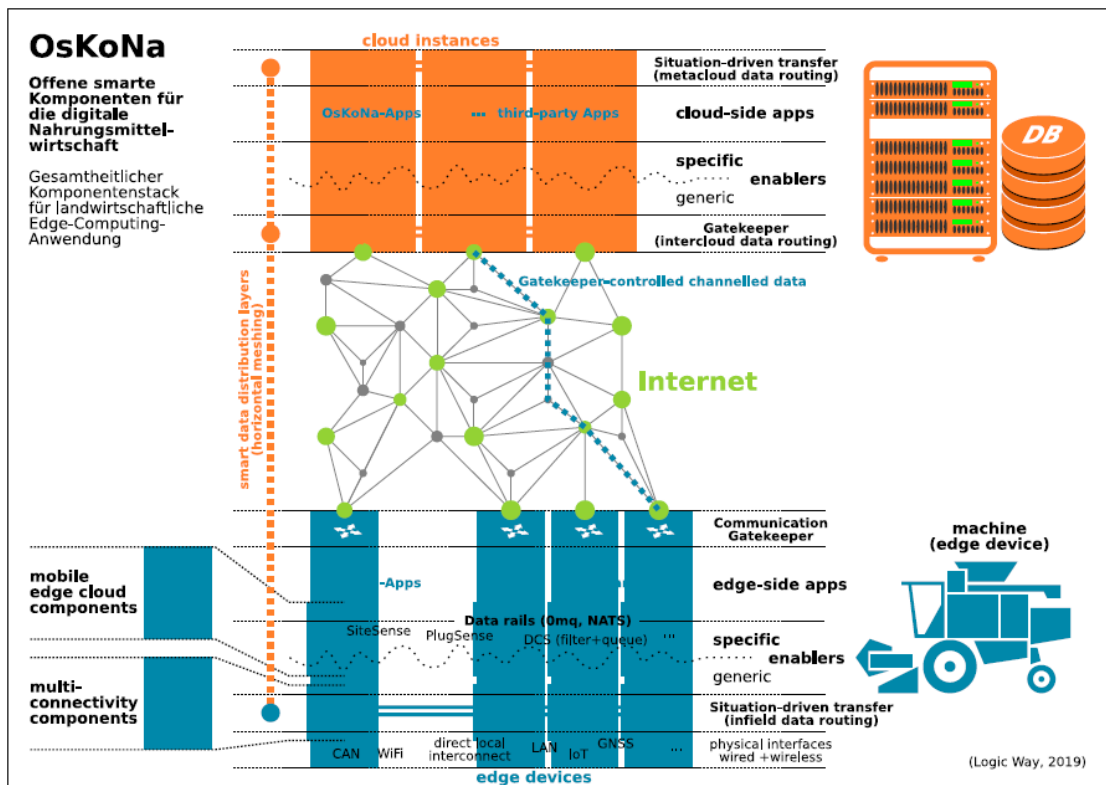 OsKoNa
Offene smarte
Komponenten für
die digitale
Nahrungsmittel-
wirtschaft
Gesamtheitlicher
Komponentenstack
für landwirtschaftliche
Edge-Computing-
Anwendung
cloud instances
Situation-driven transfer
(metacloud data routing)
OsKoNa-Apps ... third-party Apps
cloud-side apps
specific
enablers
generic
Gatekeeper
(intercloud data routing)
DB
smart data distribution layers
(horizontal meshing)
Gatekeeper-controlled channelled data
Internet
Communication
Gatekeeper
machine
(edge device)
mobile
edge cloud
components
multi-
connectivity
components
-Apps
edge-side apps
Data rails (0mq, NATS)
SiteSense PlugSense DCS (filter+queue) ...
specific
enablers
generic
Situation-driven transfer
(infield data routing)
CAN WiFi direct local
interconnect LAN IoT GNSS ...
physical interfaces
wired +wireless
edge devices
(Logic Way, 2019)